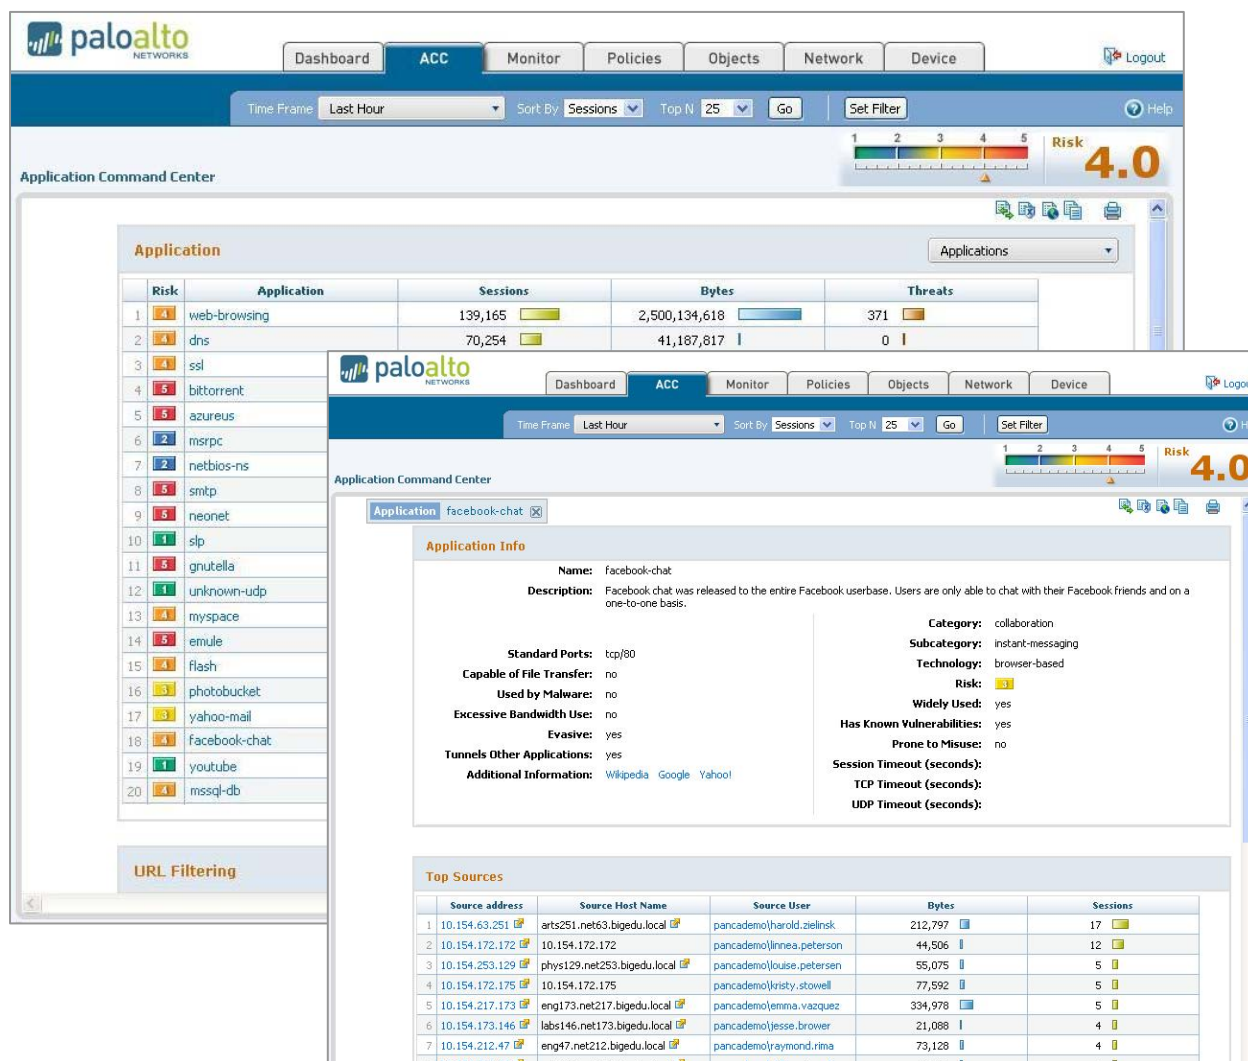 paloalto
NETWORKS
Dashboard ACC Monitor Policies Objects Network Device Logout
Time Frame Last Hour Sort By Sessions Top N 25 Go Set Filter Help
1 2 3 4 5 Risk 4.0
Application Command Center
Application Applications
Risk Application Sessions Bytes Threats
1 4 web-browsing 139,165 2,500,134,618 371
2 4 dns 70,254 41,187,817 0
3 4 ssl
4 5 bittorrent
5 5 azureus
6 2 msrpc
7 2 netbios-ns
8 5 smtp
9 5 neonet
10 1 slp
11 5 gnutella
12 1 unknown-udp
13 4 myspace
14 5 emule
15 4 flash
16 3 photobucket
17 3 yahoo-mail
18 4 facebook-chat
19 1 youtube
20 4 mssql-db
URL Filtering
paloalto
NETWORKS
Dashboard ACC Monitor Policies Objects Network Device
Time Frame Last Hour Sort By Sessions Top N 25 Go Set Filter
1 2 3 4 5 Risk 4.0
Application Command Center
Application facebook-chat
Application Info
Name: facebook-chat
Description: Facebook chat was released to the entire Facebook userbase. Users are only able to chat with their Facebook friends and on a
one-to-one basis.
Standard Ports: tcp/80
Capable of File Transfer: no
Used by Malware: no
Excessive Bandwidth Use: no
Evasive: yes
Tunnels Other Applications: yes
Additional Information: Wikipedia Google Yahoo!
Category: collaboration
Subcategory: instant-messaging
Technology: browser-based
Risk: 3
Widely Used: yes
Has Known Vulnerabilities: yes
Prone to Misuse: no
Session Timeout (seconds):
TCP Timeout (seconds):
UDP Timeout (seconds):
Top Sources
Source address Source Host Name Source User Bytes Sessions
1 10.154.63.251 arts251.net63.bigedu.local pancademo\harold.zielinsk 212,797 17
2 10.154.172.172 10.154.172.172 pancademo\linnea.peterson 44,506 12
3 10.154.253.129 phys129.net253.bigedu.local pancademo\louise.petersen 55,075 5
4 10.154.172.175 10.154.172.175 pancademo\kristy.stowell 77,592 5
5 10.154.217.173 eng173.net217.bigedu.local pancademo\emma.vazquez 334,978 5
6 10.154.173.146 labs146.net173.bigedu.local pancademo\jesse.brower 21,088 4
7 10.154.212.47 eng47.net212.bigedu.local pancademo\raymond.rima 73,128 4